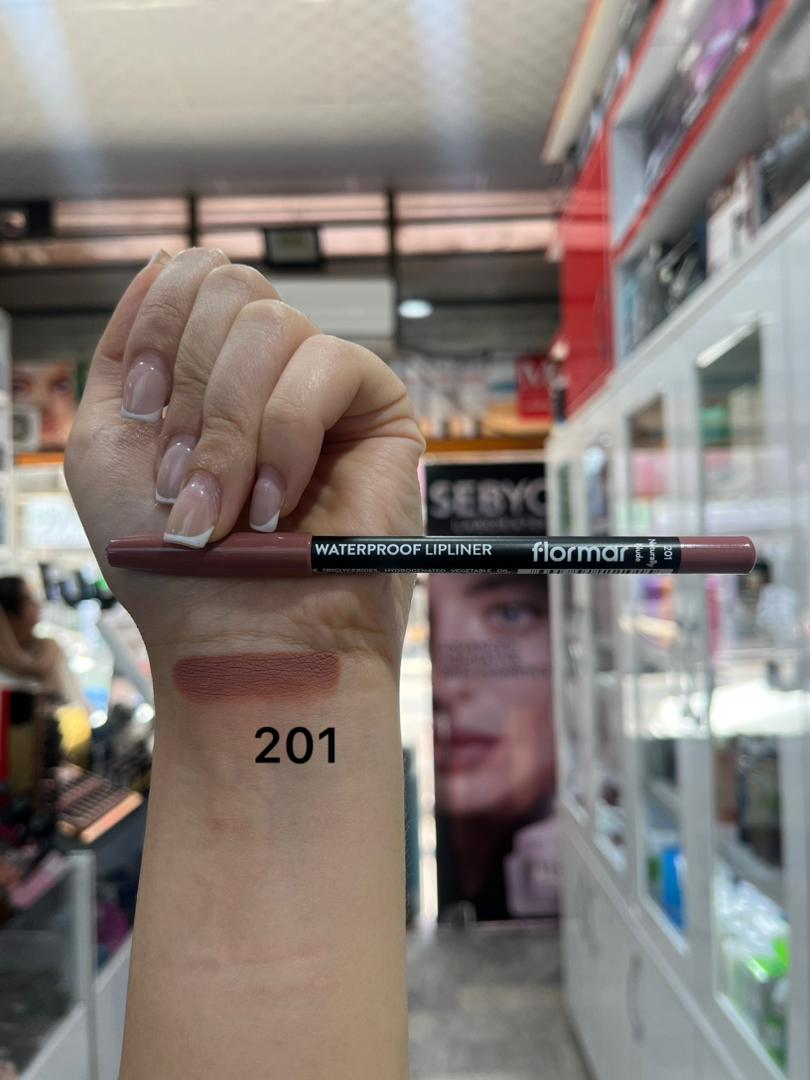 SEBYO
WATERPROOF LIPLINER flormar Naturally Nude 201
TRIGLYCERIDES, HYDROGENATED VEGETABLE OIL,
201